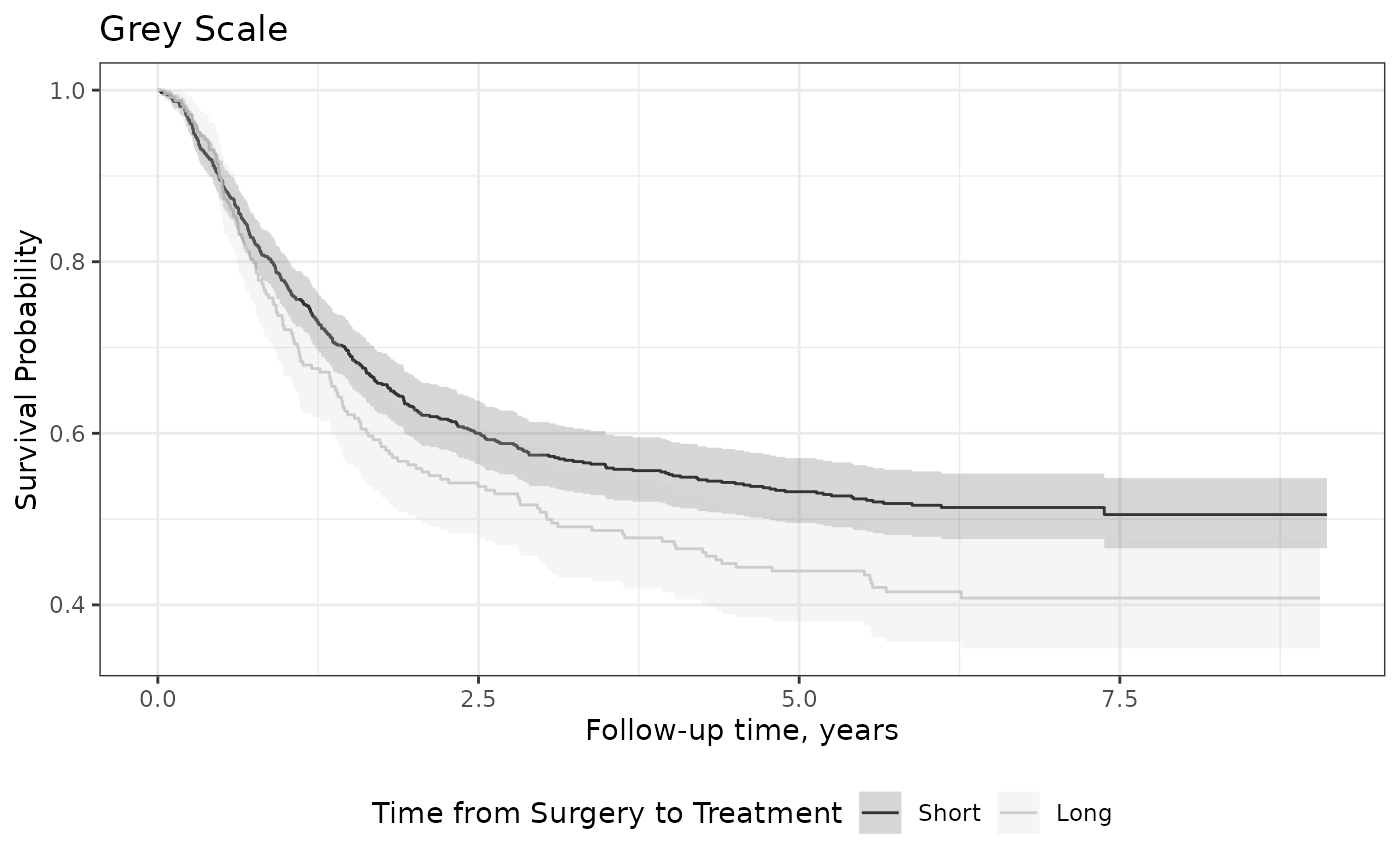 Grey Scale
Survival Probability
1.0
0.8
0.6
0.4
0.0 2.5 5.0 7.5
Follow-up time, years
Time from Surgery to Treatment Short Long